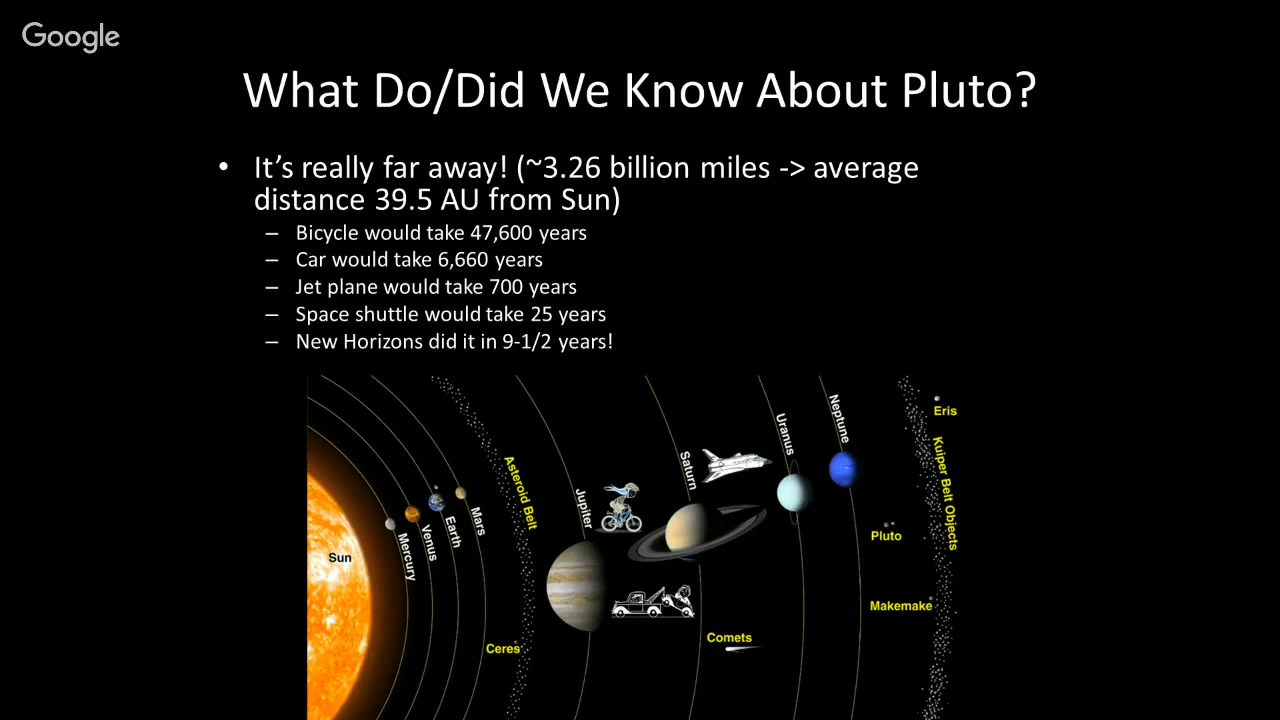 Google
What Do/Did We Know About Pluto?
• It's really far away! (~3.26 billion miles -> average
distance 39.5 AU from Sun)
– Bicycle would take 47,600 years
– Car would take 6,660 years
– Jet plane would take 700 years
– Space shuttle would take 25 years
– New Horizons did it in 9-1/2 years!
Sun
Mercury
Venus
Earth
Mars
Asteroid Belt
Ceres
Jupiter
Saturn
Comets
Uranus
Neptune
Pluto
Makemake
Eris
Kuiper Belt Objects